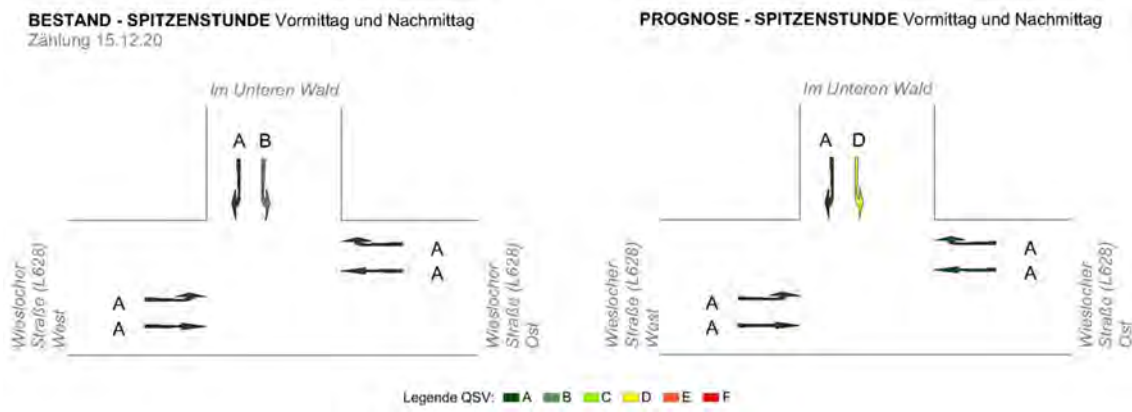 BESTAND - SPITZENSTUNDE Vormittag und Nachmittag
Zählung 15.12.20
Im Unteren Wald
A B
A
A
A
A
Wieslocher
Straße (L628)
West
Wieslocher
Straße (L628)
Ost
PROGNOSE - SPITZENSTUNDE Vormittag und Nachmittag
Im Unteren Wald
A D
A
A
A
A
Wieslocher
Straße (L628)
West
Wieslocher
Straße (L628)
Ost
Legende QSV: A B C D E F